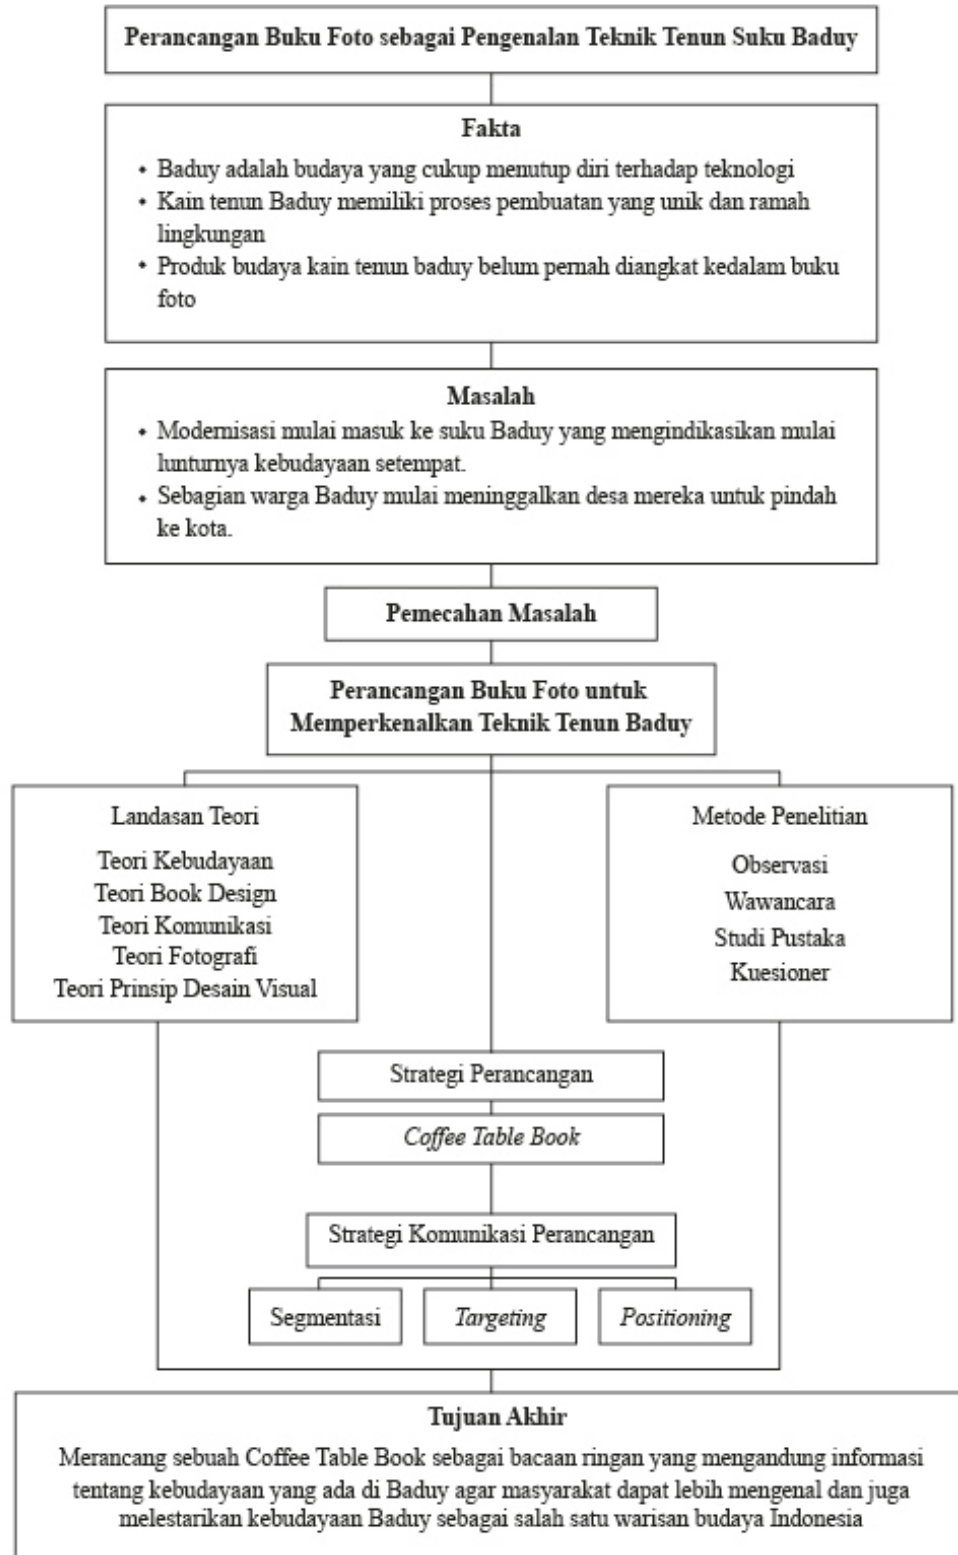 Perancangan Buku Foto sebagai Pengenalan Teknik Tenun Suku Baduy
Fakta
• Baduy adalah budaya yang cukup menutup diri terhadap teknologi
• Kain tenun Baduy memiliki proses pembuatan yang unik dan ramah
lingkungan
• Produk budaya kain tenun baduy belum pernah diangkat kedalam buku
foto
Masalah
• Modernisasi mulai masuk ke suku Baduy yang mengindikasikan mulai
lunturnya kebudayaan setempat.
• Sebagian warga Baduy mulai meninggalkan desa mereka untuk pindah
ke kota.
Pemecahan Masalah
Perancangan Buku Foto untuk
Memperkenalkan Teknik Tenun Baduy
Landasan Teori
Teori Kebudayaan
Teori Book Design
Teori Komunikasi
Teori Fotografi
Teori Prinsip Desain Visual
Metode Penelitian
Observasi
Wawancara
Studi Pustaka
Kuesioner
Strategi Perancangan
Coffee Table Book
Strategi Komunikasi Perancangan
Segmentasi
Targeting
Positioning
Tujuan Akhir
Merancang sebuah Coffee Table Book sebagai bacaan ringan yang mengandung informasi
tentang kebudayaan yang ada di Baduy agar masyarakat dapat lebih mengenal dan juga
melestarikan kebudayaan Baduy sebagai salah satu warisan budaya Indonesia